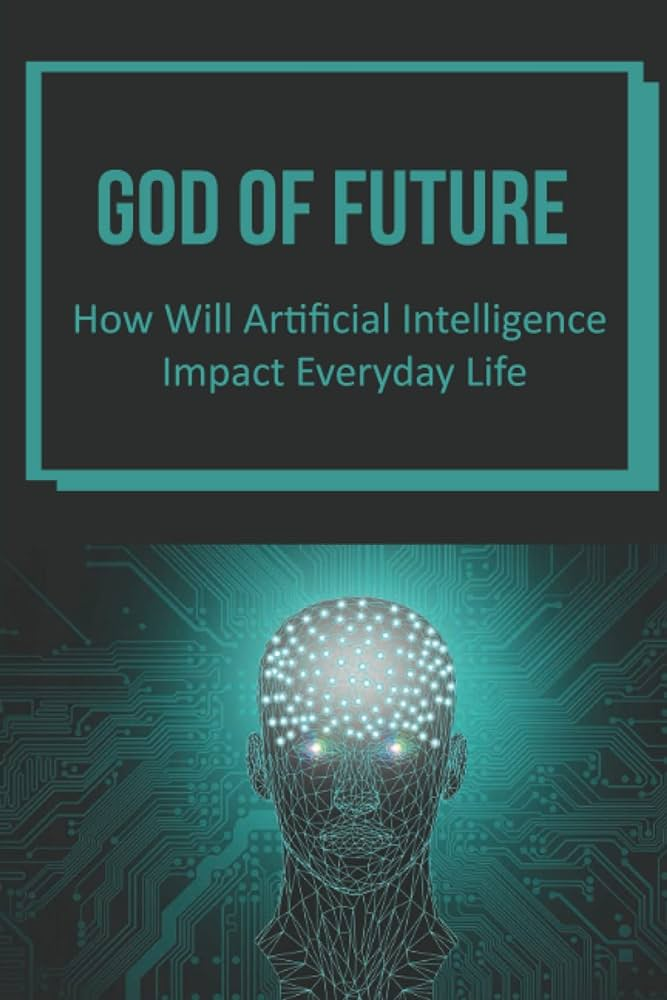 GOD OF FUTURE
How Will Artificial Intelligence
Impact Everyday Life